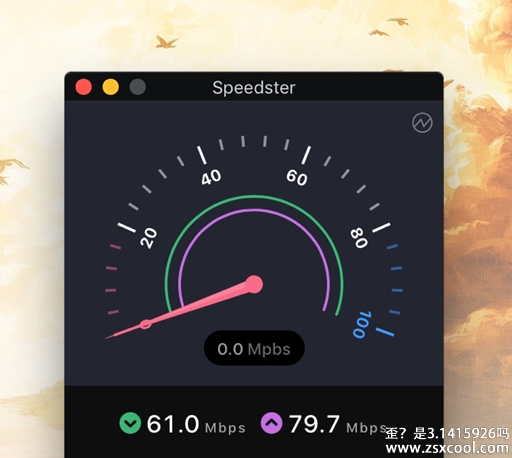 Speedster
20
40
60
80
100
0.0 Mpbs
61.0 Mbps 79.7 Mbps
歪？是3.1415926吗
www.zsxcool.com